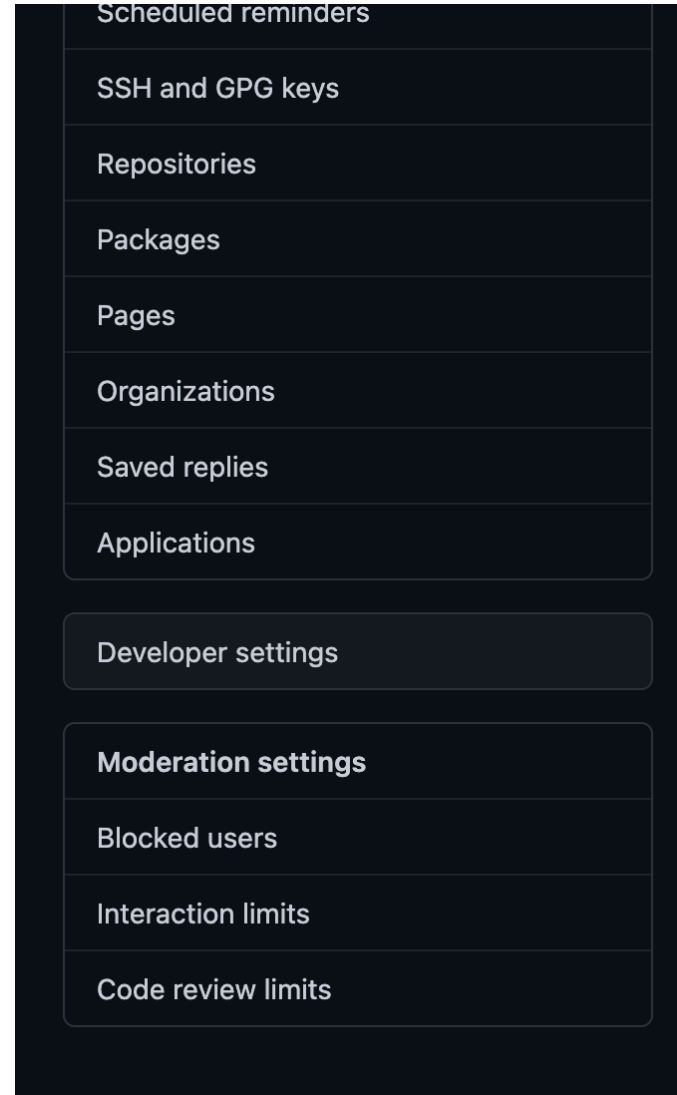 Scheduled reminders
SSH and GPG keys
Repositories
Packages
Pages
Organizations
Saved replies
Applications
Developer settings
Moderation settings
Blocked users
Interaction limits
Code review limits